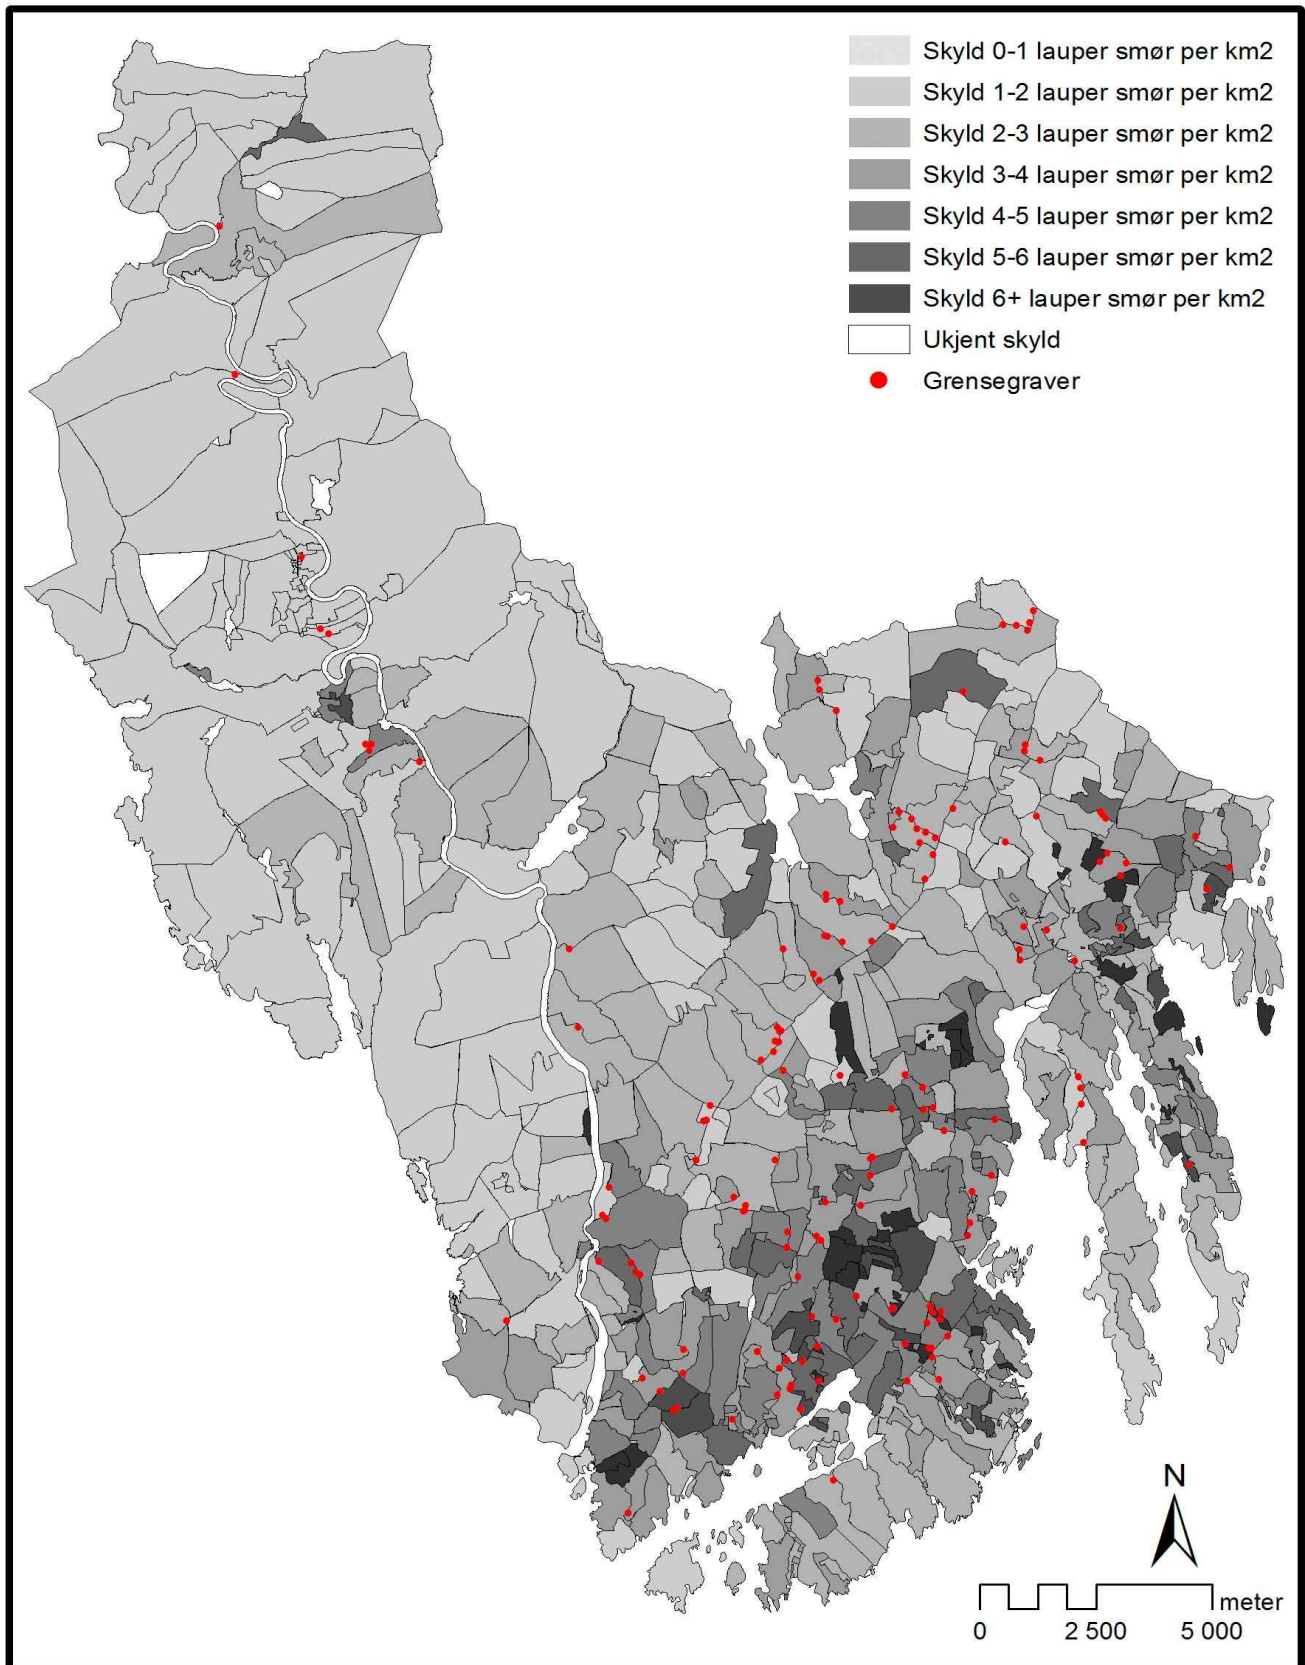 Skyld 0-1 lauper smør per km2
Skyld 1-2 lauper smør per km2
Skyld 2-3 lauper smør per km2
Skyld 3-4 lauper smør per km2
Skyld 4-5 lauper smør per km2
Skyld 5-6 lauper smør per km2
Skyld 6+ lauper smør per km2
Ukjent skyld
Grensegraver
N
meter
0 2 500 5 000